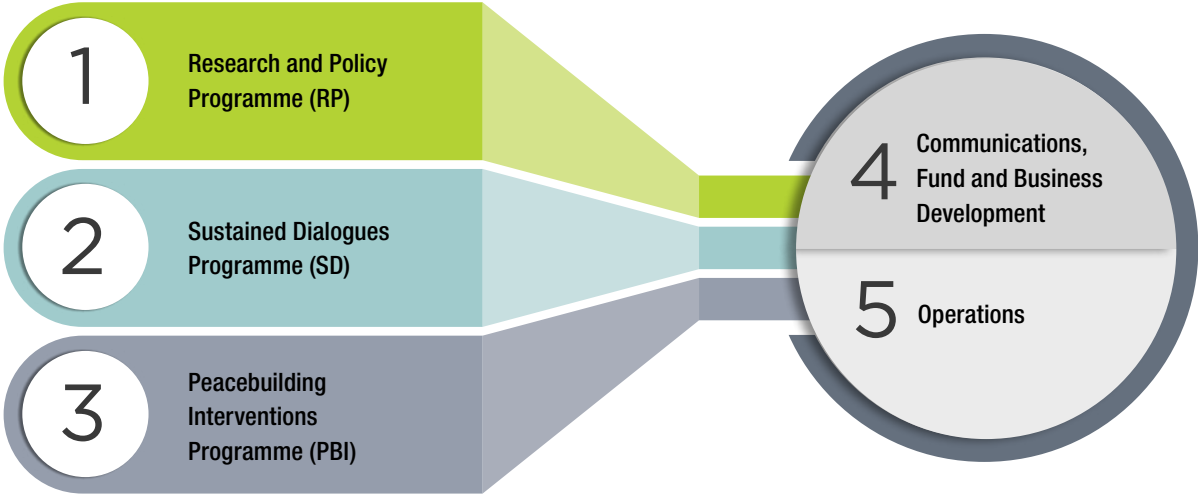 1
Research and Policy
Programme (RP)
2
Sustained Dialogues
Programme (SD)
3
Peacebuilding
Interventions
Programme (PBI)
4
Communications,
Fund and Business
Development
5
Operations